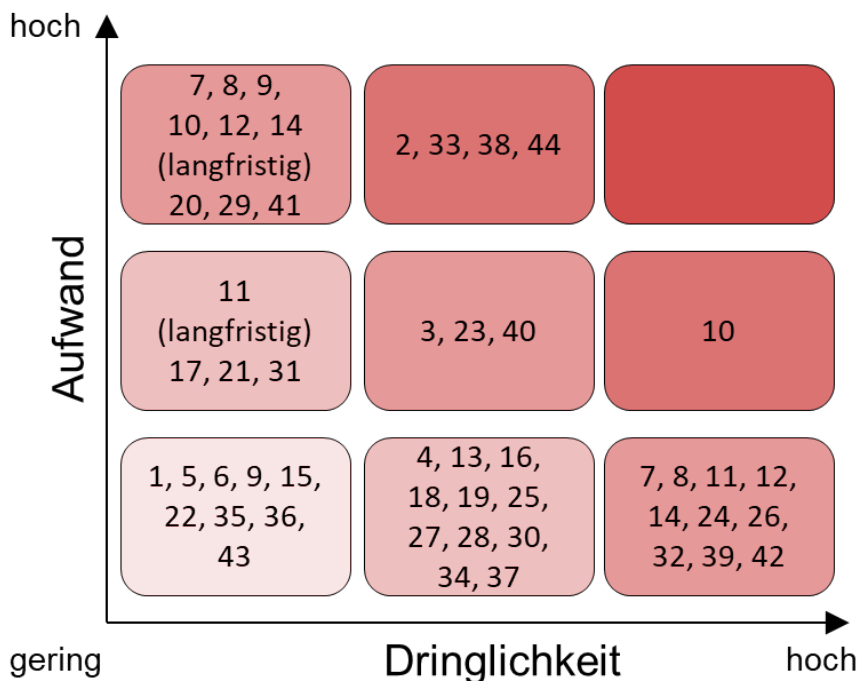 hoch
7, 8, 9,
10, 12, 14
(langfristig)
20, 29, 41
2, 33, 38, 44
Aufwand
11
(langfristig)
17, 21, 31
3, 23, 40
10
1, 5, 6, 9, 15,
22, 35, 36,
43
4, 13, 16,
18, 19, 25,
27, 28, 30,
34, 37
7, 8, 11, 12,
14, 24, 26,
32, 39, 42
gering
Dringlichkeit
hoch